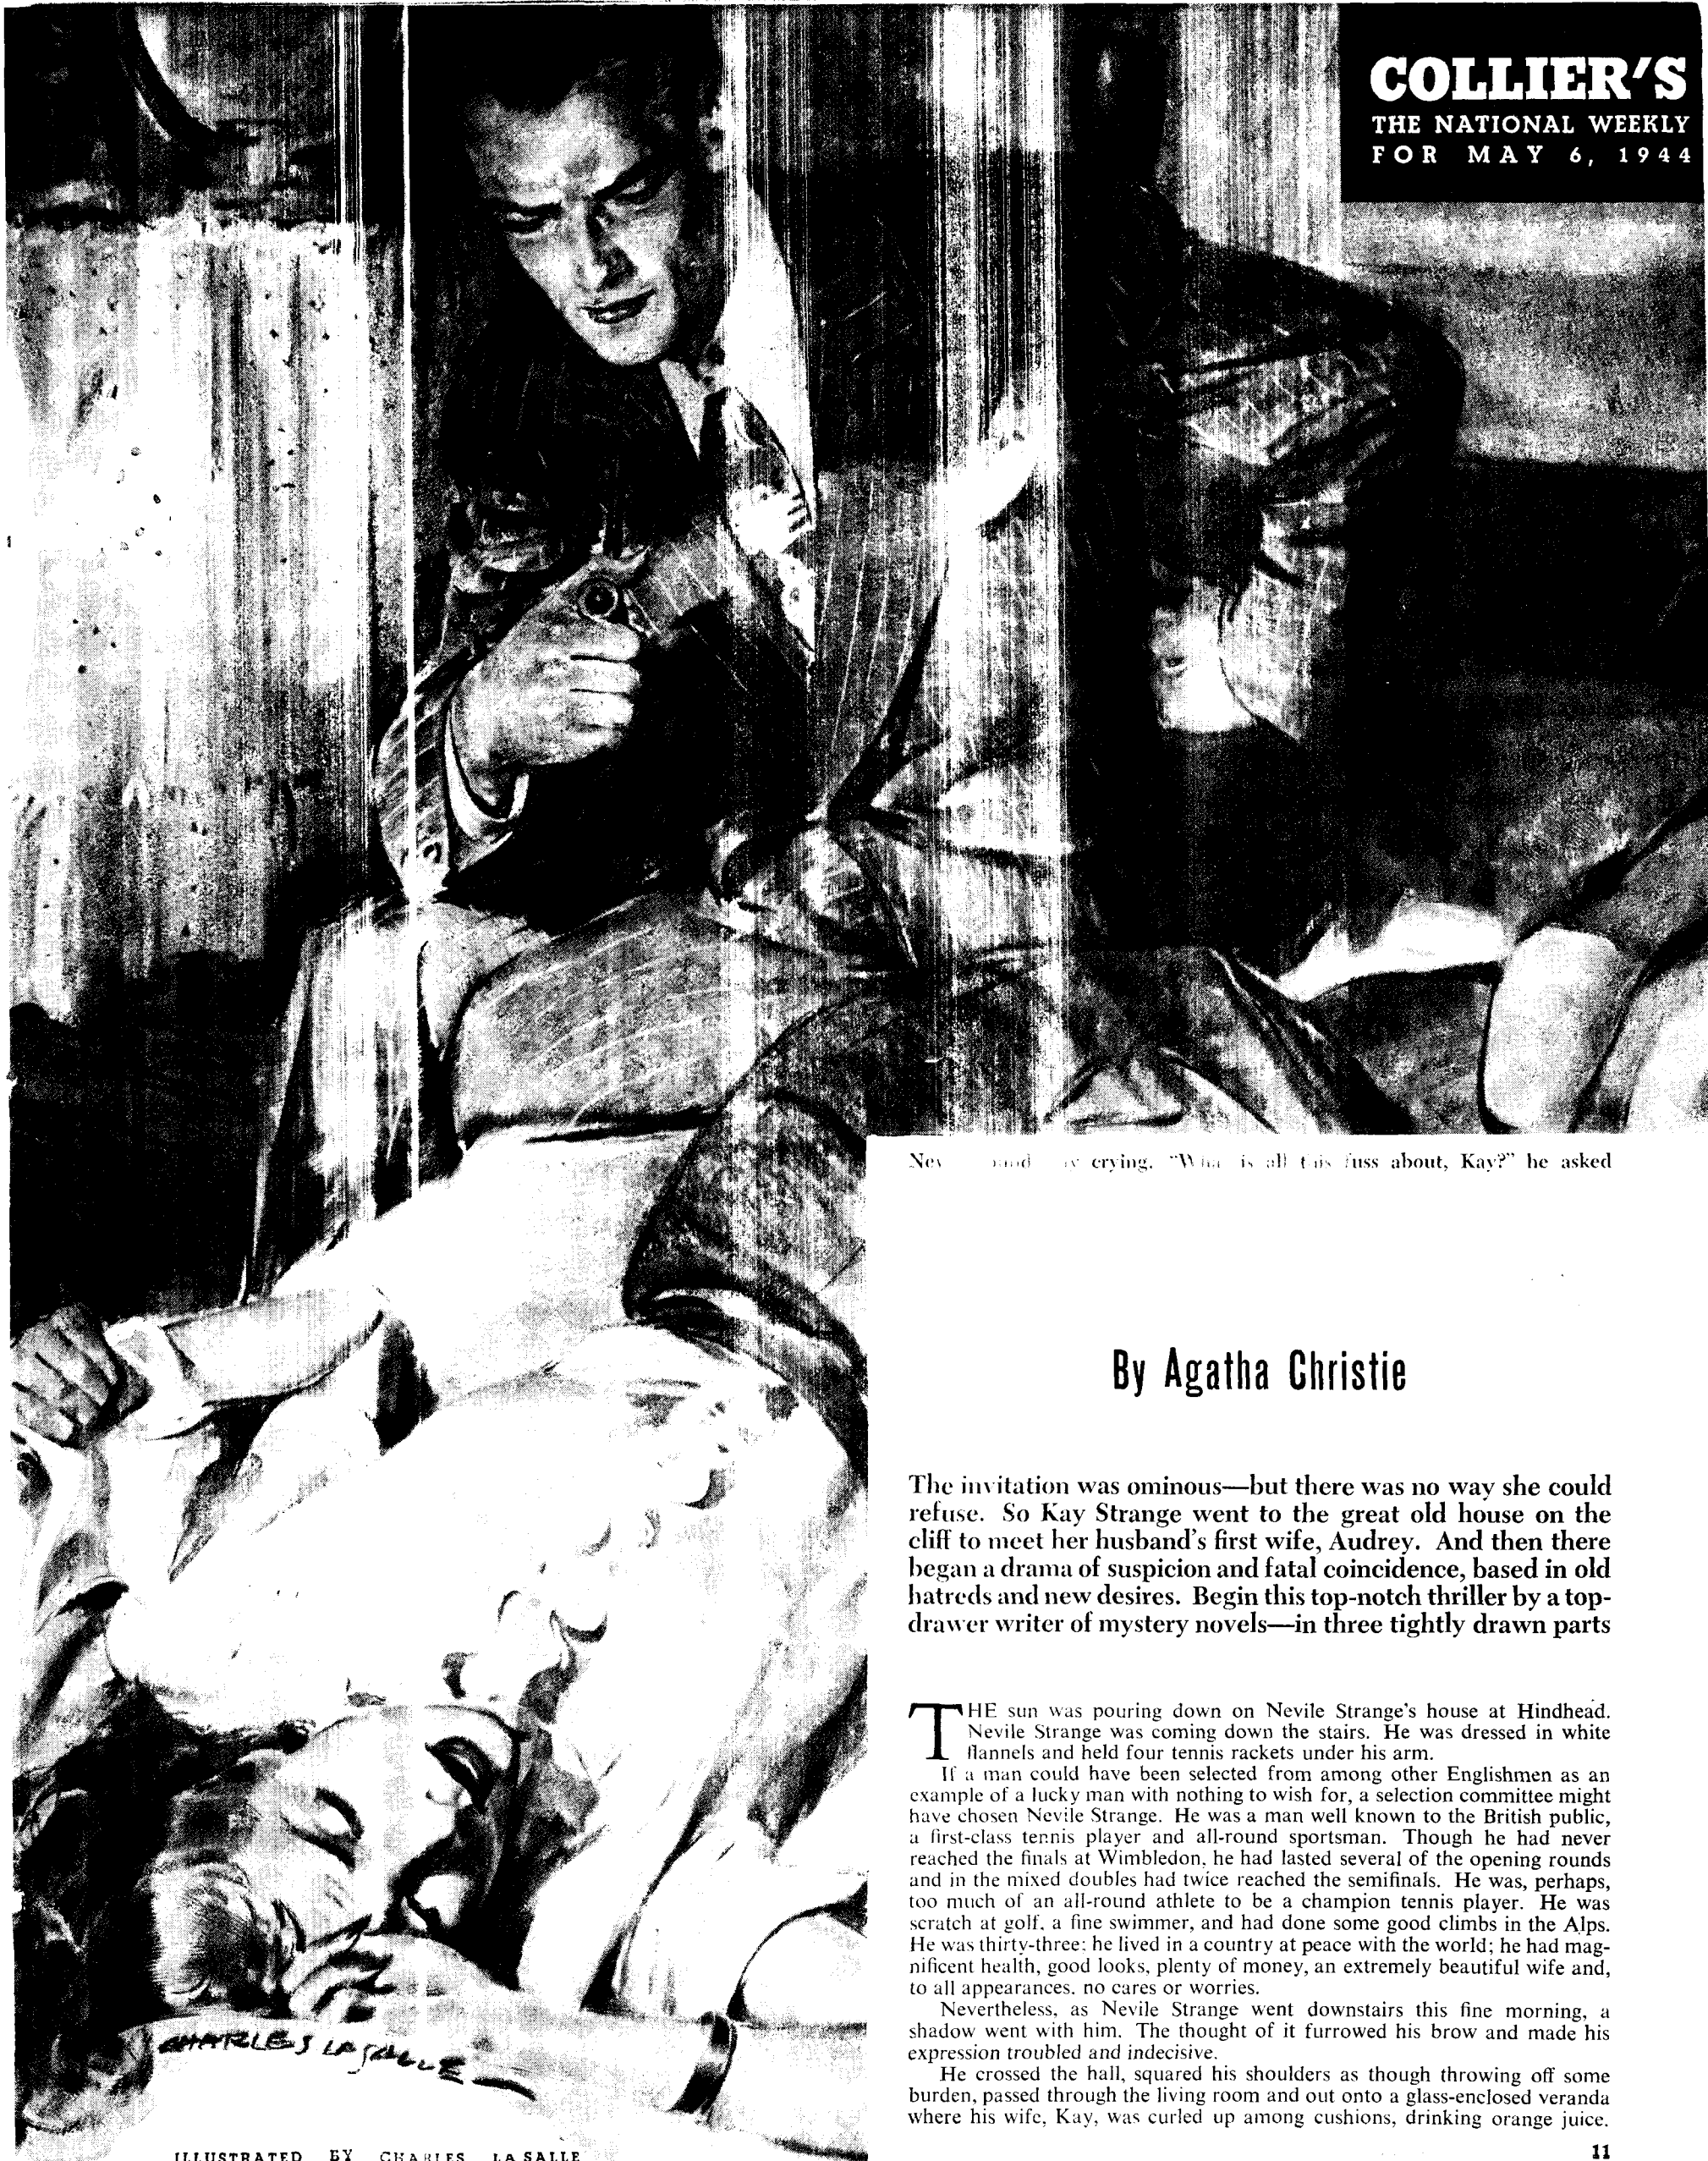 COLLIER'S
THE NATIONAL WEEKLY
FOR MAY 6, 1944
crying. is all fuss about, Kay?" he asked
By Agatha Christie
The invitation was ominous—but there was no way she could
refuse. So Kay Strange went to the great old house on the
cliff to meet her husband's first wife, Audrey. And then there
began a drama of suspicion and fatal coincidence, based in old
hatreds and new desires. Begin this top-notch thriller by a top-
drawer writer of mystery novels—in three tightly drawn parts
THE sun was pouring down on Nevile Strange's house at Hindhead.
Nevile Strange was coming down the stairs. He was dressed in white
flannels and held four tennis rackets under his arm.
If a man could have been selected from among other Englishmen as an
example of a lucky man with nothing to wish for, a selection committee might
have chosen Nevile Strange. He was a man well known to the British public,
a first-class tennis player and all-round sportsman. Though he had never
reached the finals at Wimbledon, he had lasted several of the opening rounds
and in the mixed doubles had twice reached the semifinals. He was, perhaps,
too much of an all-round athlete to be a champion tennis player. He was
scratch at golf, a fine swimmer, and had done some good climbs in the Alps.
He was thirty-three; he lived in a country at peace with the world; he had mag-
nificent health, good looks, plenty of money, an extremely beautiful wife and,
to all appearances, no cares or worries.
Nevertheless, as Nevile Strange went downstairs this fine morning, a
shadow went with him. The thought of it furrowed his brow and made his
expression troubled and indecisive.
He crossed the hall, squared his shoulders as though throwing off some
burden, passed through the living room and out onto a glass-enclosed veranda
where his wife, Kay, was curled up among cushions, drinking orange juice.
CHARLES LASALLE
ILLUSTRATED BY CHARLES LA SALLE
11